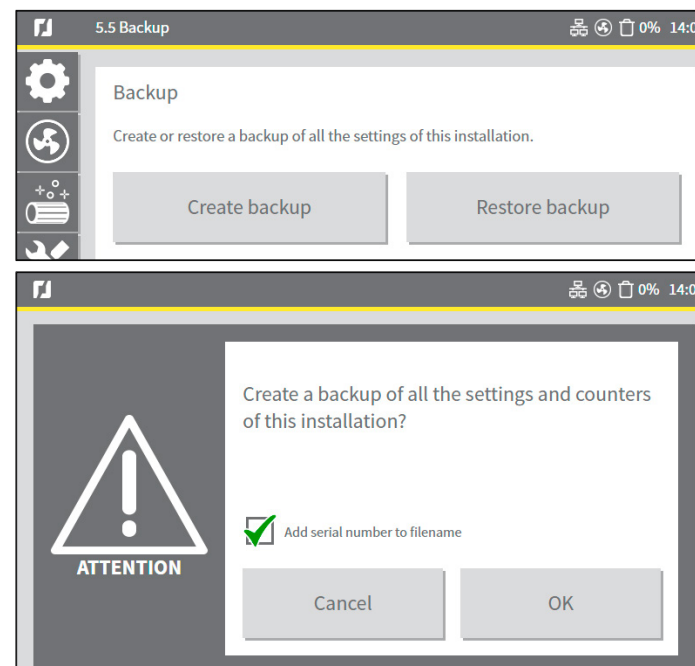 5.5 Backup
0% 14:0
Backup
Create or restore a backup of all the settings of this installation.
Create backup
Restore backup
0% 14:0
Create a backup of all the settings and counters
of this installation?
Add serial number to filename
ATTENTION
Cancel
OK